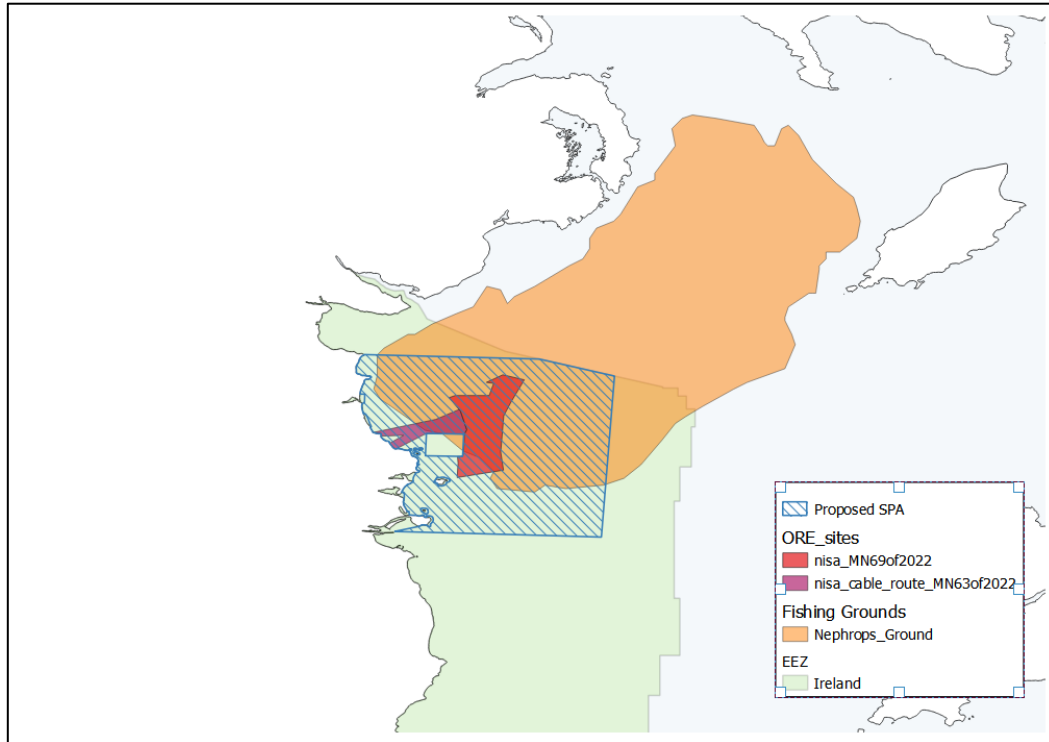 Proposed SPA
ORE_sites
nisa_MN69of2022
nisa_cable_route_MN63of2022
Fishing Grounds
Nephrops_Ground
EEZ
Ireland